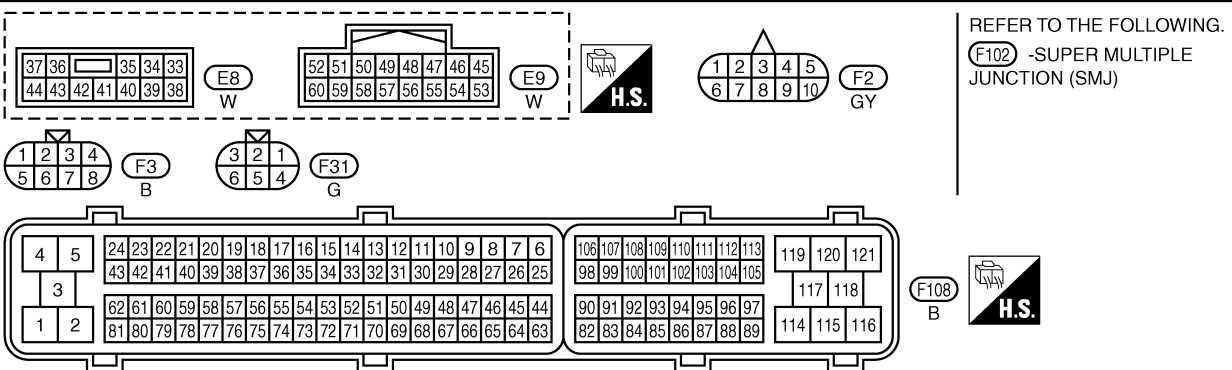 37 36 35 34 33
44 43 42 41 40 39 38
E8
W
52 51 50 49 48 47 46 45
60 59 58 57 56 55 54 53
E9
W
H.S.
1 2 3 4 5
6 7 8 9 10
F2
GY
REFER TO THE FOLLOWING.
F102 -SUPER MULTIPLE
JUNCTION (SMJ)
1 2 3 4
5 6 7 8
F3
B
3 2 1
6 5 4
F31
G
4 5
3
1 2
24 23 22 21 20 19 18 17 16 15 14 13 12 11 10 9 8 7 6
43 42 41 40 39 38 37 36 35 34 33 32 31 30 29 28 27 26 25
62 61 60 59 58 57 56 55 54 53 52 51 50 49 48 47 46 45 44
81 80 79 78 77 76 75 74 73 72 71 70 69 68 67 66 65 64 63
106 107 108 109 110 111 112 113
98 99 100 101 102 103 104 105
90 91 92 93 94 95 96 97
82 83 84 85 86 87 88 89
119 120 121
117 118
114 115 116
F108
B
H.S.